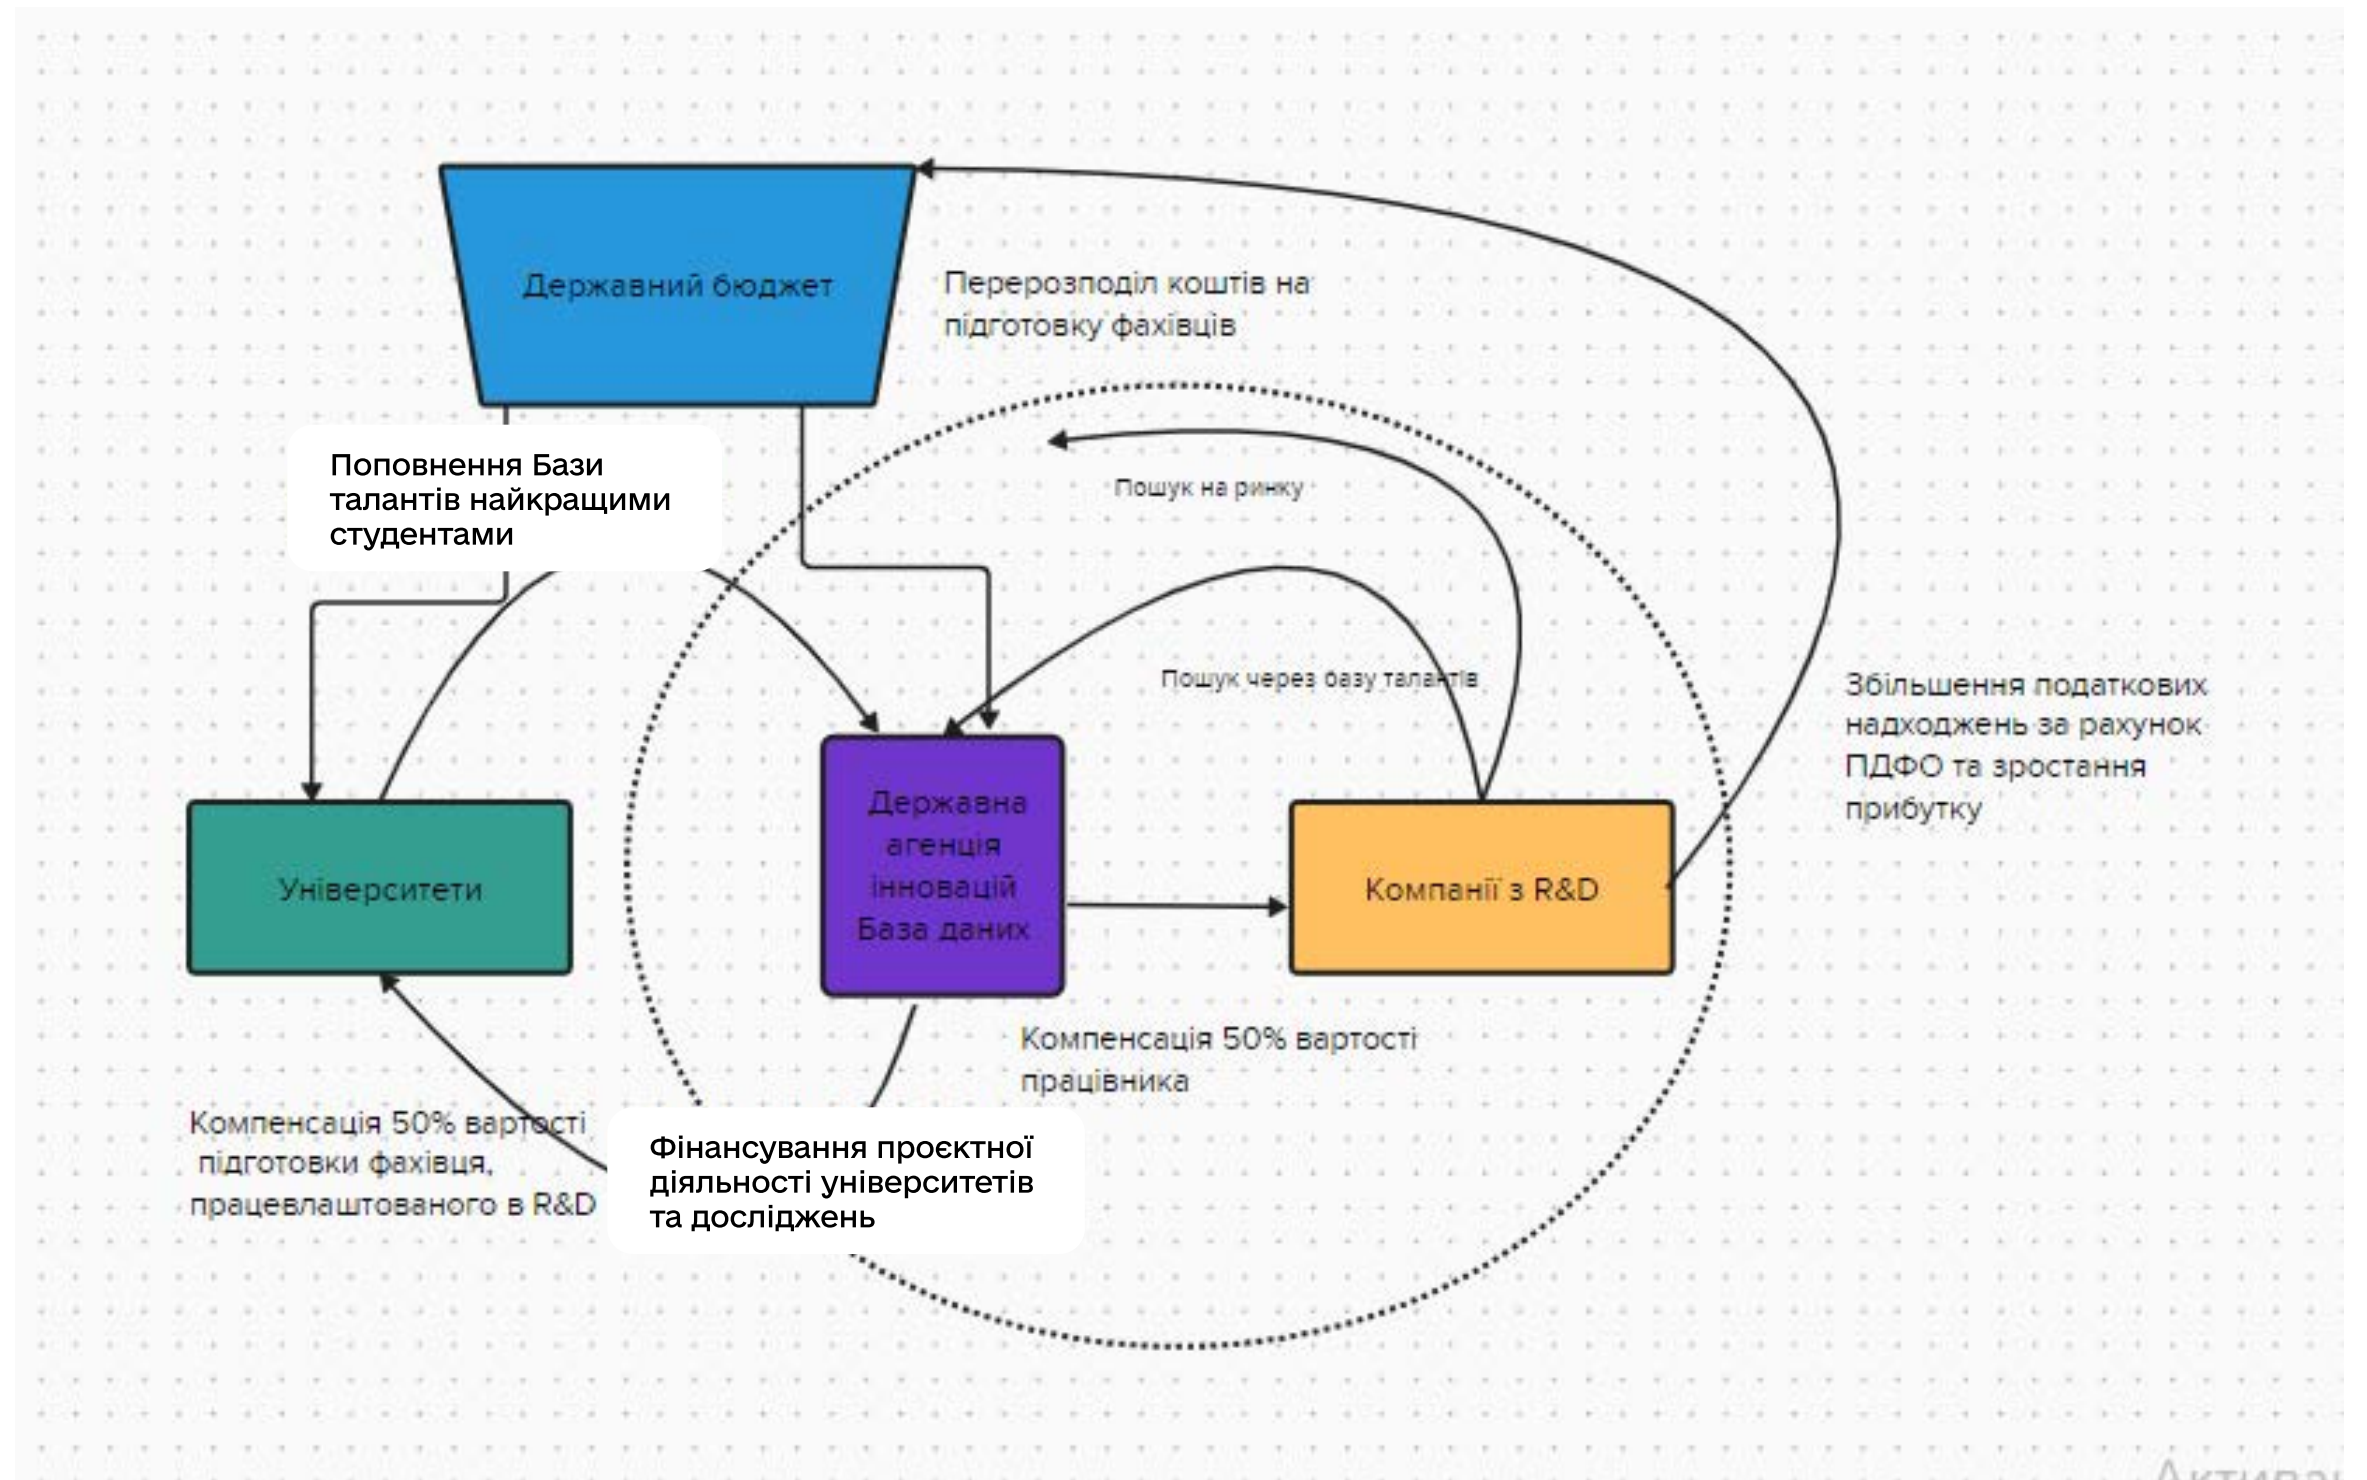 Державний бюджет
Перерозподіл коштів на
підготовку фахівців
Поповнення Бази
талантів найкращими
студентами
Пошук на ринку
Пошук через базу талантів
Збільшення податкових
надходжень за рахунок
ПДФО та зростання
прибутку
Університети
Державна
агенція
інновацій
База даних
Компанії з R&D
Компенсація 50% вартості
працівника
Компенсація 50% вартості
підготовки фахівця,
працевлаштованого в R&D
Фінансування проєктної
діяльності університетів
та досліджень